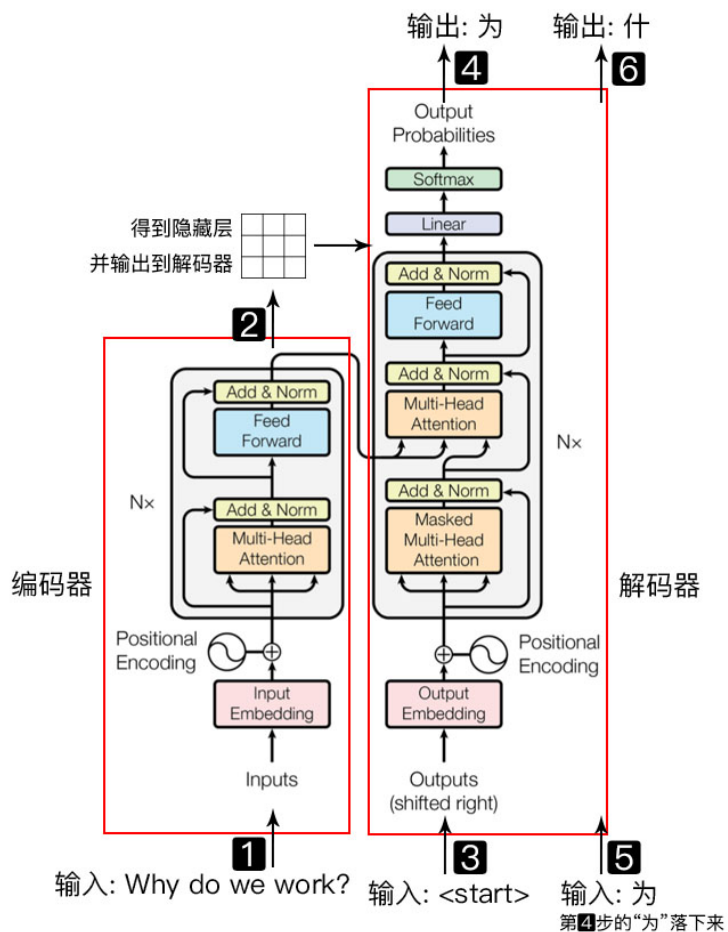 输出: 为
4
输出: 什
6
Output
Probabilities
Softmax
Linear
得到隐藏层
并输出到解码器
2
Add & Norm
Feed
Forward
Add & Norm
Multi-Head
Attention
Add & Norm
Masked
Multi-Head
Attention
N×
Add & Norm
Feed
Forward
Add & Norm
Multi-Head
Attention
N×
编码器
解码器
Positional
Encoding
Positional
Encoding
Input
Embedding
Output
Embedding
Inputs
Outputs
(shifted right)
1
输入: Why do we work?
3
输入: <start>
5
输入: 为
第4步的“为”落下来